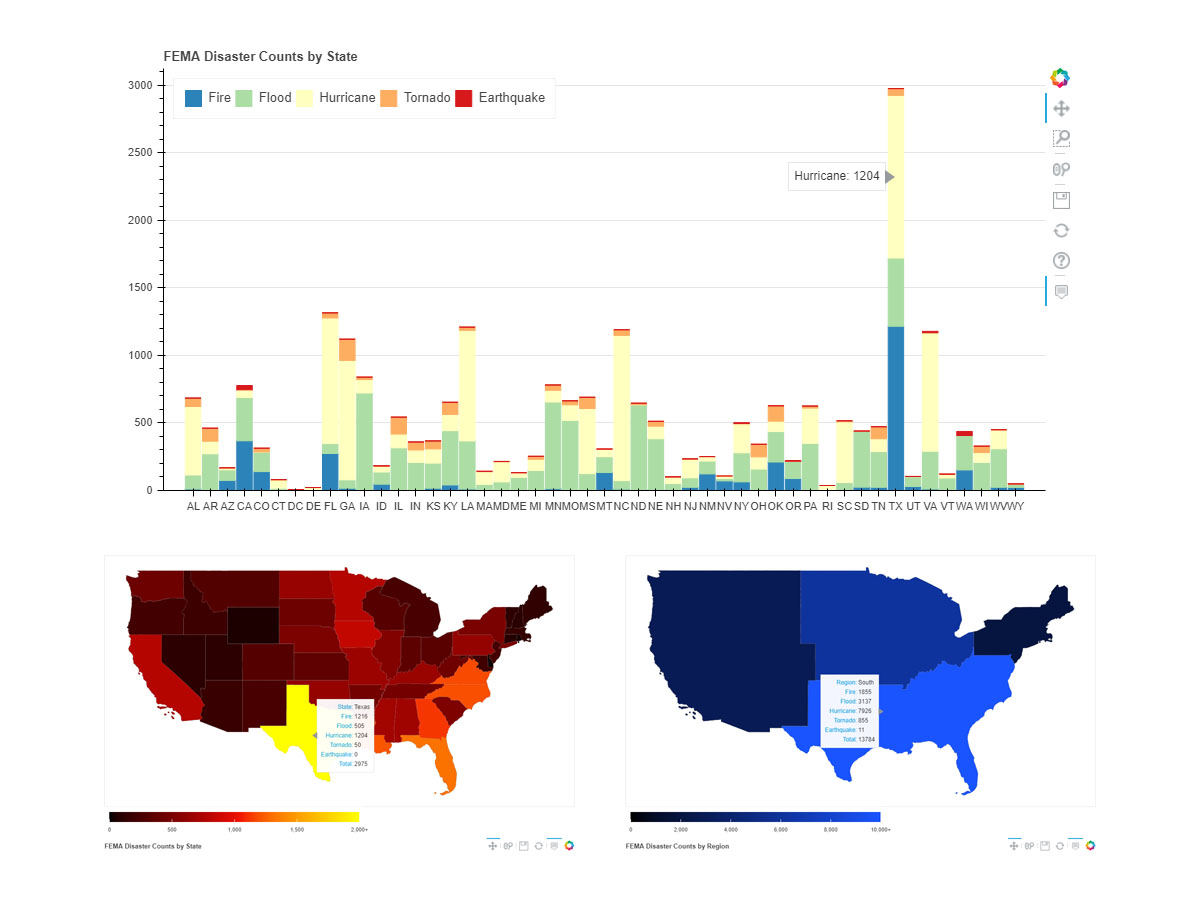 FEMA Disaster Counts by State
Fire Flood Hurricane Tornado Earthquake
3000
2500
Hurricane: 1204
2000
1500
1000
500
0
AL AR AZ CA CO CT DC DE FL GA IA ID IL IN KS KY LA MA MD ME MI MN MO MS MT NC ND NE NH NJ NM NV NY OH OK OR PA RI SC SD TN TX UT VA VT WA WI WV WY
State: Texas
Fire: 1216
Flood: 505
Hurricane: 1204
Tornado: 50
Earthquake: 0
Total: 2975
0 500 1,000 1,500 2,000+
FEMA Disaster Counts by State
Region: South
Fire: 1855
Flood: 3137
Hurricane: 7926
Tornado: 855
Earthquake: 11
Total: 13784
0 2,000 4,000 6,000 8,000 10,000+
FEMA Disaster Counts by Region